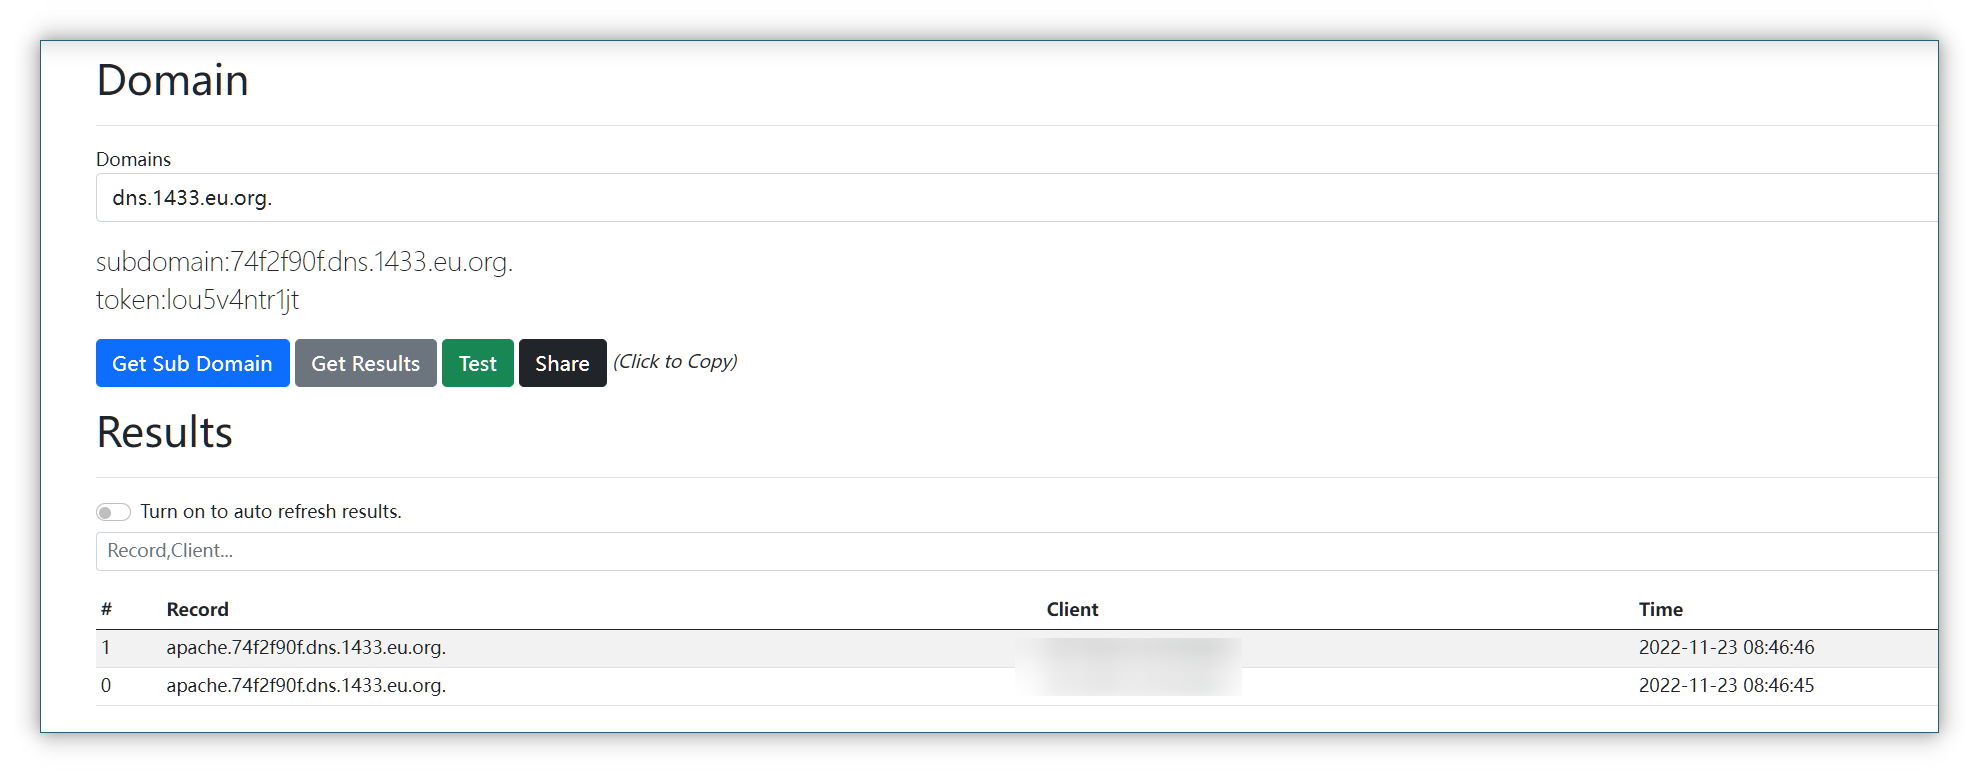 Domain
Domains
dns.1433.eu.org.
subdomain:74f2f90f.dns.1433.eu.org.
token:lou5v4ntr1jt
Get Sub Domain Get Results Test Share (Click to Copy)
Results
Turn on to auto refresh results.
Record,Client...
# Record Client Time
1 apache.74f2f90f.dns.1433.eu.org. 2022-11-23 08:46:46
0 apache.74f2f90f.dns.1433.eu.org. 2022-11-23 08:46:45